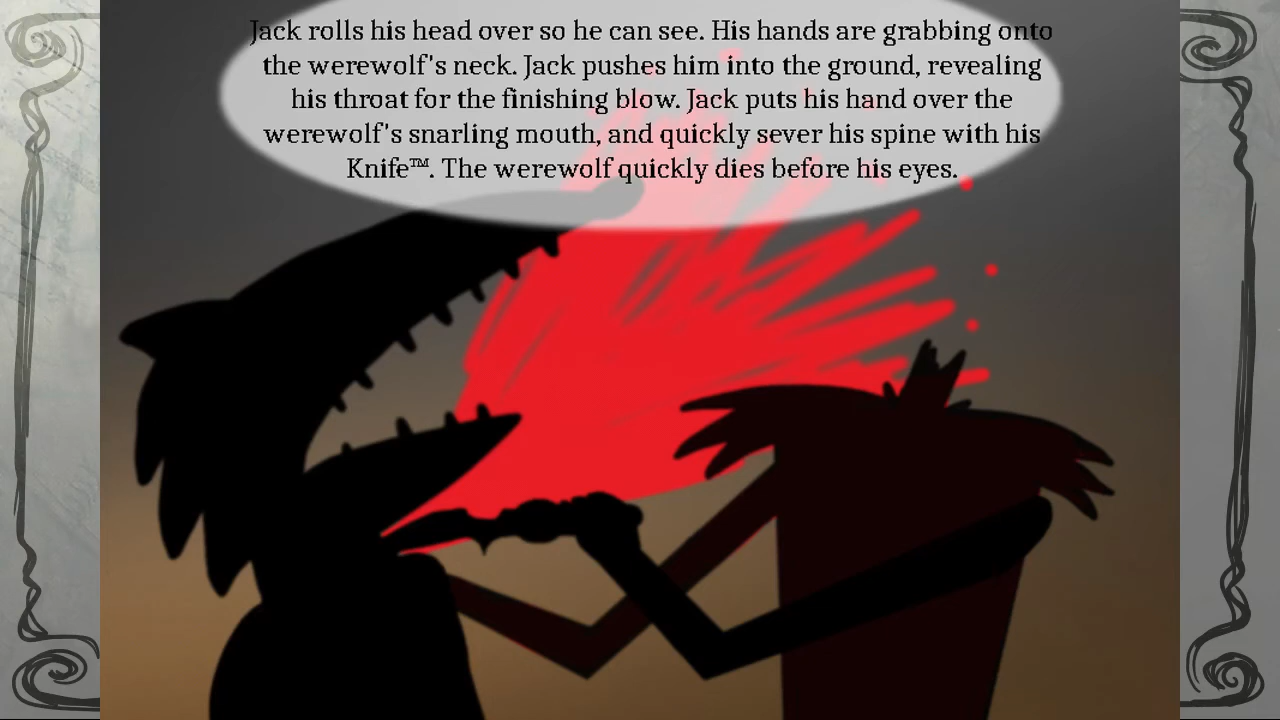 Jack rolls his head over so he can see. His hands are grabbing onto
the werewolf's neck. Jack pushes him into the ground, revealing
his throat for the finishing blow. Jack puts his hand over the
werewolf's snarling mouth, and quickly sever his spine with his
Knife™. The werewolf quickly dies before his eyes.